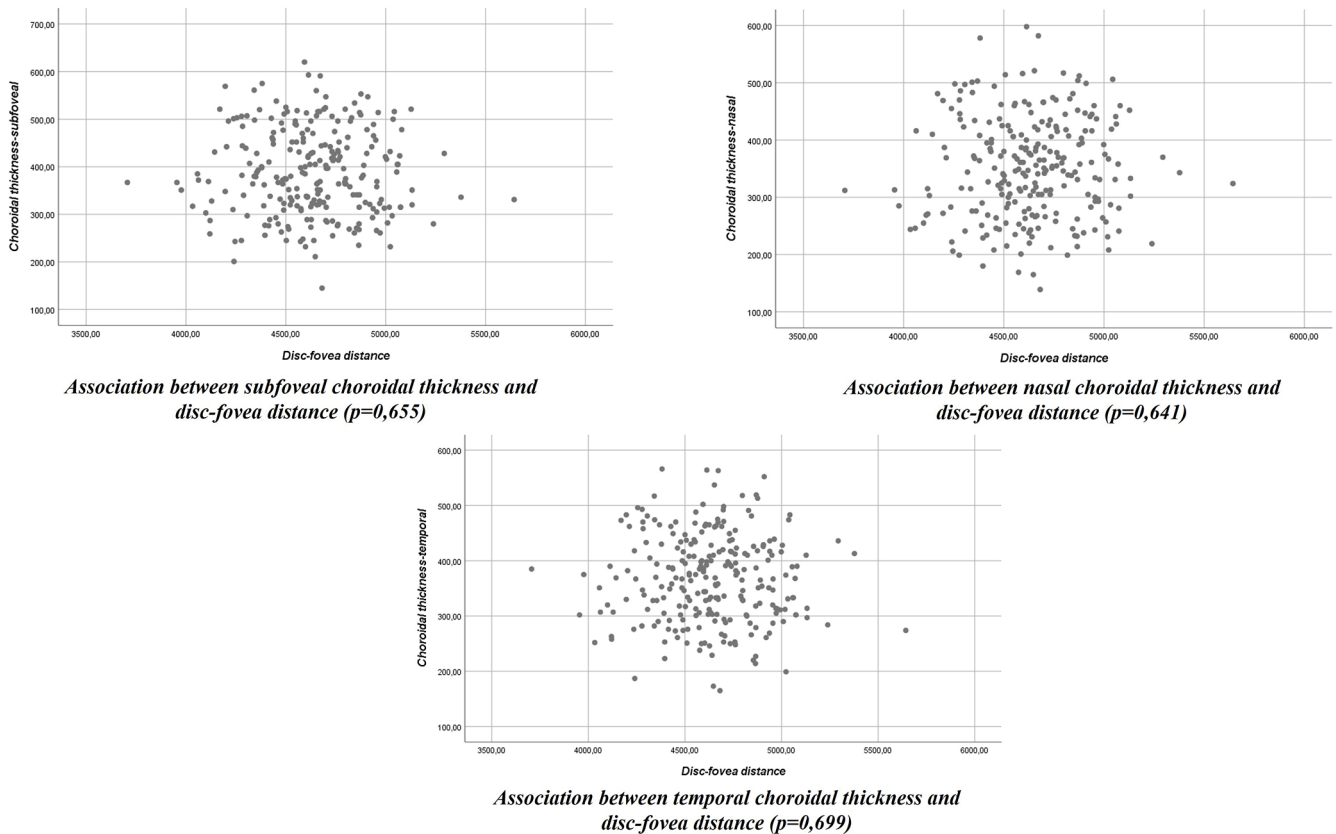 700,00
600,00
500,00
400,00
300,00
200,00
100,00
Choroidal thickness-subfoveal
3500,00 4000,00 4500,00 5000,00 5500,00 6000,00
Disc-fovea distance
Association between subfoveal choroidal thickness and
disc-fovea distance (p=0,655)
600,00
500,00
400,00
300,00
200,00
100,00
Choroidal thickness-nasal
3500,00 4000,00 4500,00 5000,00 5500,00 6000,00
Disc-fovea distance
Association between nasal choroidal thickness and
disc-fovea distance (p=0,641)
600,00
500,00
400,00
300,00
200,00
100,00
Choroidal thickness-temporal
3500,00 4000,00 4500,00 5000,00 5500,00 6000,00
Disc-fovea distance
Association between temporal choroidal thickness and
disc-fovea distance (p=0,699)